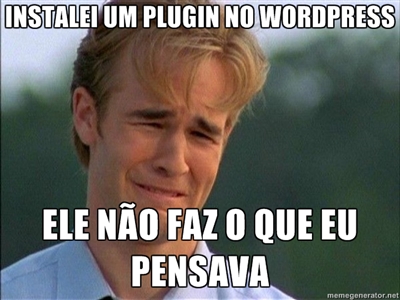 INSTALEI UM PLUGIN NO WORDPRESS
ELE NÃO FAZ O QUE EU
PENSAVA
memegenerator.net